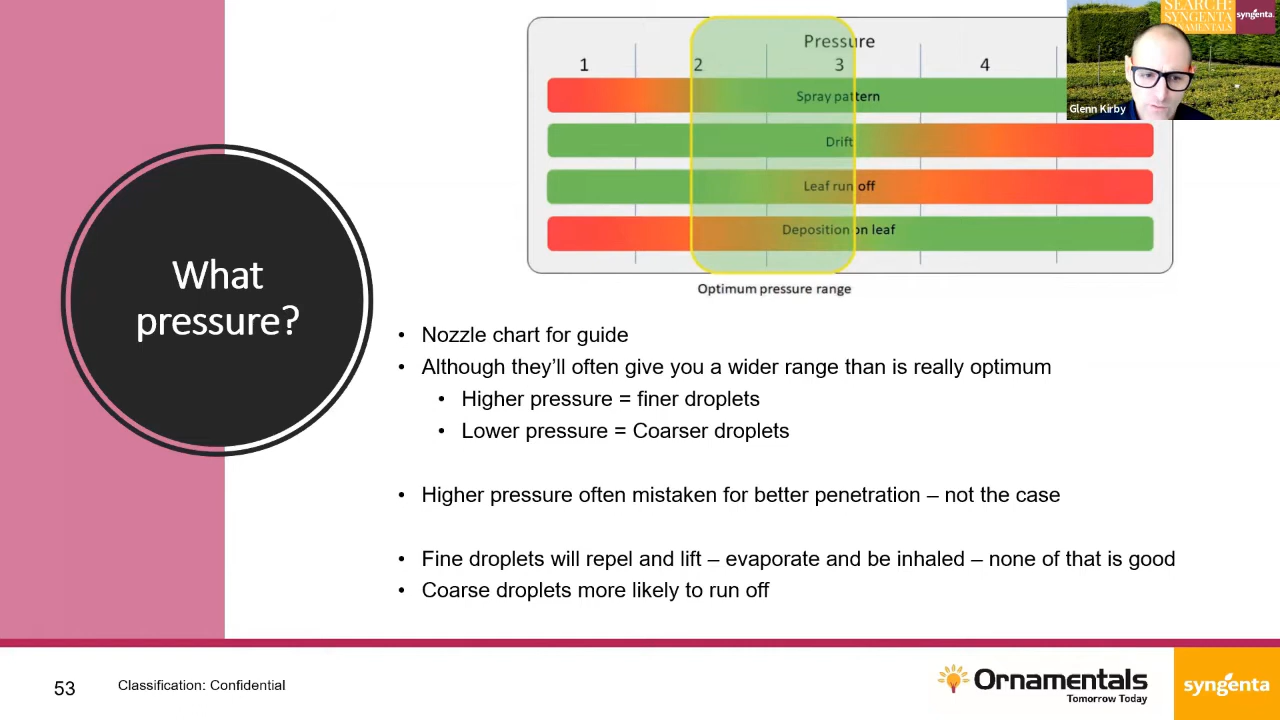 SEARCH:
SYNGENTA
ORNAMENTALS
syngenta
Glenn Kirby
Pressure
1 2 3 4
Spray pattern
Drift
Leaf run off
Deposition on leaf
Optimum pressure range
What
pressure?
• Nozzle chart for guide
• Although they’ll often give you a wider range than is really optimum
• Higher pressure = finer droplets
• Lower pressure = Coarser droplets
• Higher pressure often mistaken for better penetration – not the case
• Fine droplets will repel and lift – evaporate and be inhaled – none of that is good
• Coarse droplets more likely to run off
53
Classification: Confidential
Ornamentals
Tomorrow Today
syngenta